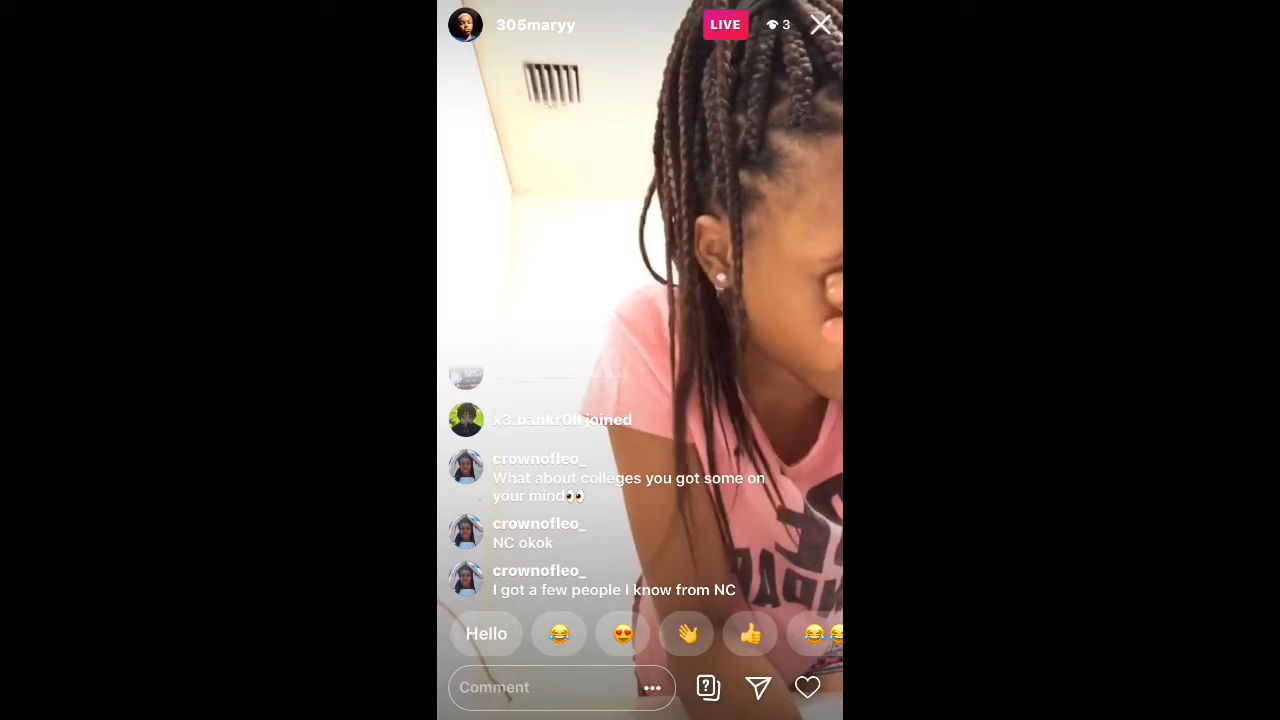 305maryy
LIVE
3
x3.bankr0ll joined
crownofleo_
What about colleges you got some on
your mind👀
crownofleo_
NC okok
crownofleo_
I got a few people I know from NC
Hello
😂
😍
👋
👍
😂😂
Comment